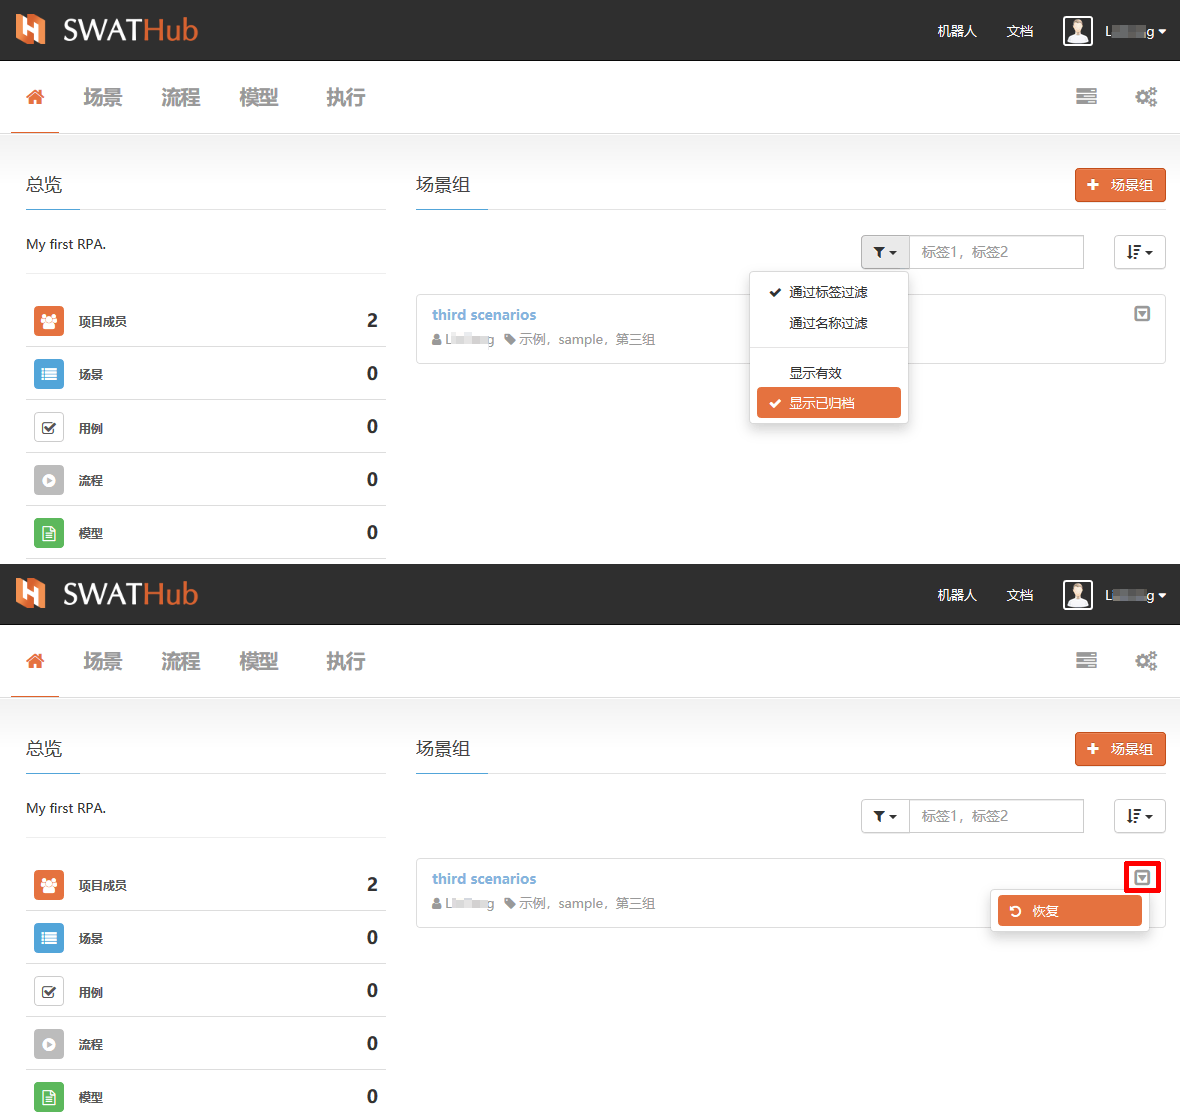 SWATHub
机器人 文档
场景 流程 模型 执行
总览
My first RPA.
项目成员 2
场景 0
用例 0
流程 0
模型 0
场景组
+ 场景组
标签1，标签2
通过标签过滤
通过名称过滤
显示有效
显示已归档
third scenarios
示例，sample，第三组
SWATHub
机器人 文档
场景 流程 模型 执行
总览
My first RPA.
项目成员 2
场景 0
用例 0
流程 0
模型 0
场景组
+ 场景组
标签1，标签2
third scenarios
示例，sample，第三组
恢复